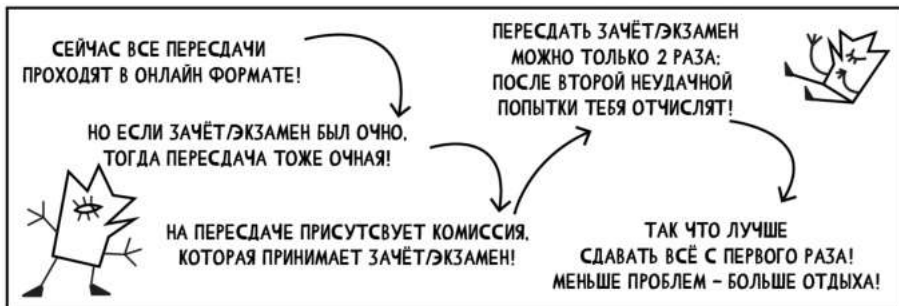 СЕЙЧАС ВСЕ ПЕРЕСДАЧИ
ПРОХОДЯТ В ОНЛАЙН ФОРМАТЕ!
НО ЕСЛИ ЗАЧЁТ/ЭКЗАМЕН БЫЛ ОЧНО,
ТОГДА ПЕРЕСДАЧА ТОЖЕ ОЧНАЯ!
НА ПЕРЕСДАЧЕ ПРИСУТСВУЕТ КОМИССИЯ,
КОТОРАЯ ПРИНИМАЕТ ЗАЧЁТ/ЭКЗАМЕН!
ПЕРЕСДАТЬ ЗАЧЁТ/ЭКЗАМЕН
МОЖНО ТОЛЬКО 2 РАЗА:
ПОСЛЕ ВТОРОЙ НЕУДАЧНОЙ
ПОПЫТКИ ТЕБЯ ОТЧИСЛЯТ!
ТАК ЧТО ЛУЧШЕ
СДАВАТЬ ВСЁ С ПЕРВОГО РАЗА!
МЕНЬШЕ ПРОБЛЕМ – БОЛЬШЕ ОТДЫХА!